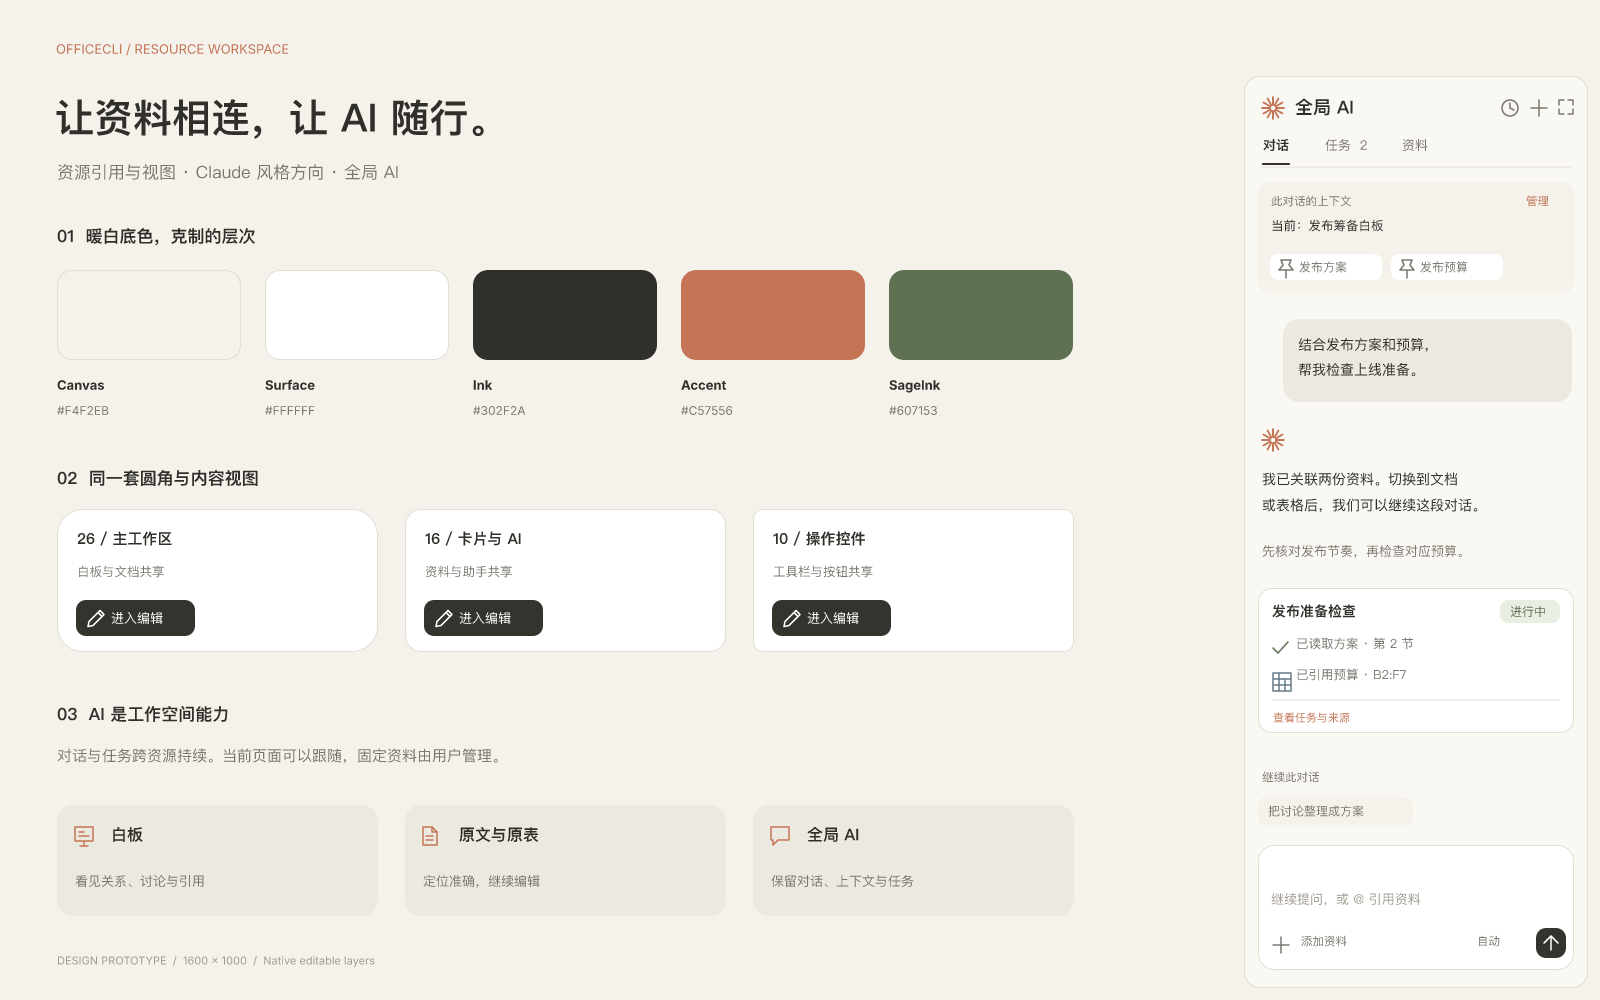 OFFICECLI / RESOURCE WORKSPACE
让资料相连，让 AI 随行。
资源引用与视图 · Claude 风格方向 · 全局 AI
01 暖白底色，克制的层次
Canvas
#F4F2EB
Surface
#FFFFFF
Ink
#302F2A
Accent
#C57556
SageInk
#607153
02 同一套圆角与内容视图
26 / 主工作区
白板与文档共享
进入编辑
16 / 卡片与 AI
资料与助手共享
进入编辑
10 / 操作控件
工具栏与按钮共享
进入编辑
03 AI 是工作空间能力
对话与任务跨资源持续。当前页面可以跟随，固定资料由用户管理。
白板
看见关系、讨论与引用
原文与原表
定位准确，继续编辑
全局 AI
保留对话、上下文与任务
DESIGN PROTOTYPE / 1600 × 1000 / Native editable layers
全局 AI
对话 任务 2 资料
此对话的上下文 管理
当前：发布筹备白板
发布方案 发布预算
结合发布方案和预算，
帮我检查上线准备。
我已关联两份资料。切换到文档
或表格后，我们可以继续这段对话。
先核对发布节奏，再检查对应预算。
发布准备检查 进行中
已读取方案 · 第 2 节
已引用预算 · B2:F7
查看任务与来源
继续此对话
把讨论整理成方案
继续提问，或 @ 引用资料
添加资料 自动